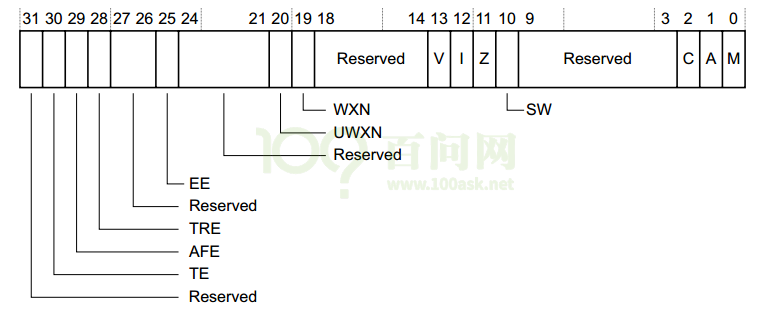 31 30 29 28 27 26 25 24 21 20 19 18 14 13 12 11 10 9 3 2 1 0
Reserved V I Z Reserved C A M
WXN SW
UWXN
Reserved
100 百问网
www.100ask.net
EE
Reserved
TRE
AFE
TE
Reserved